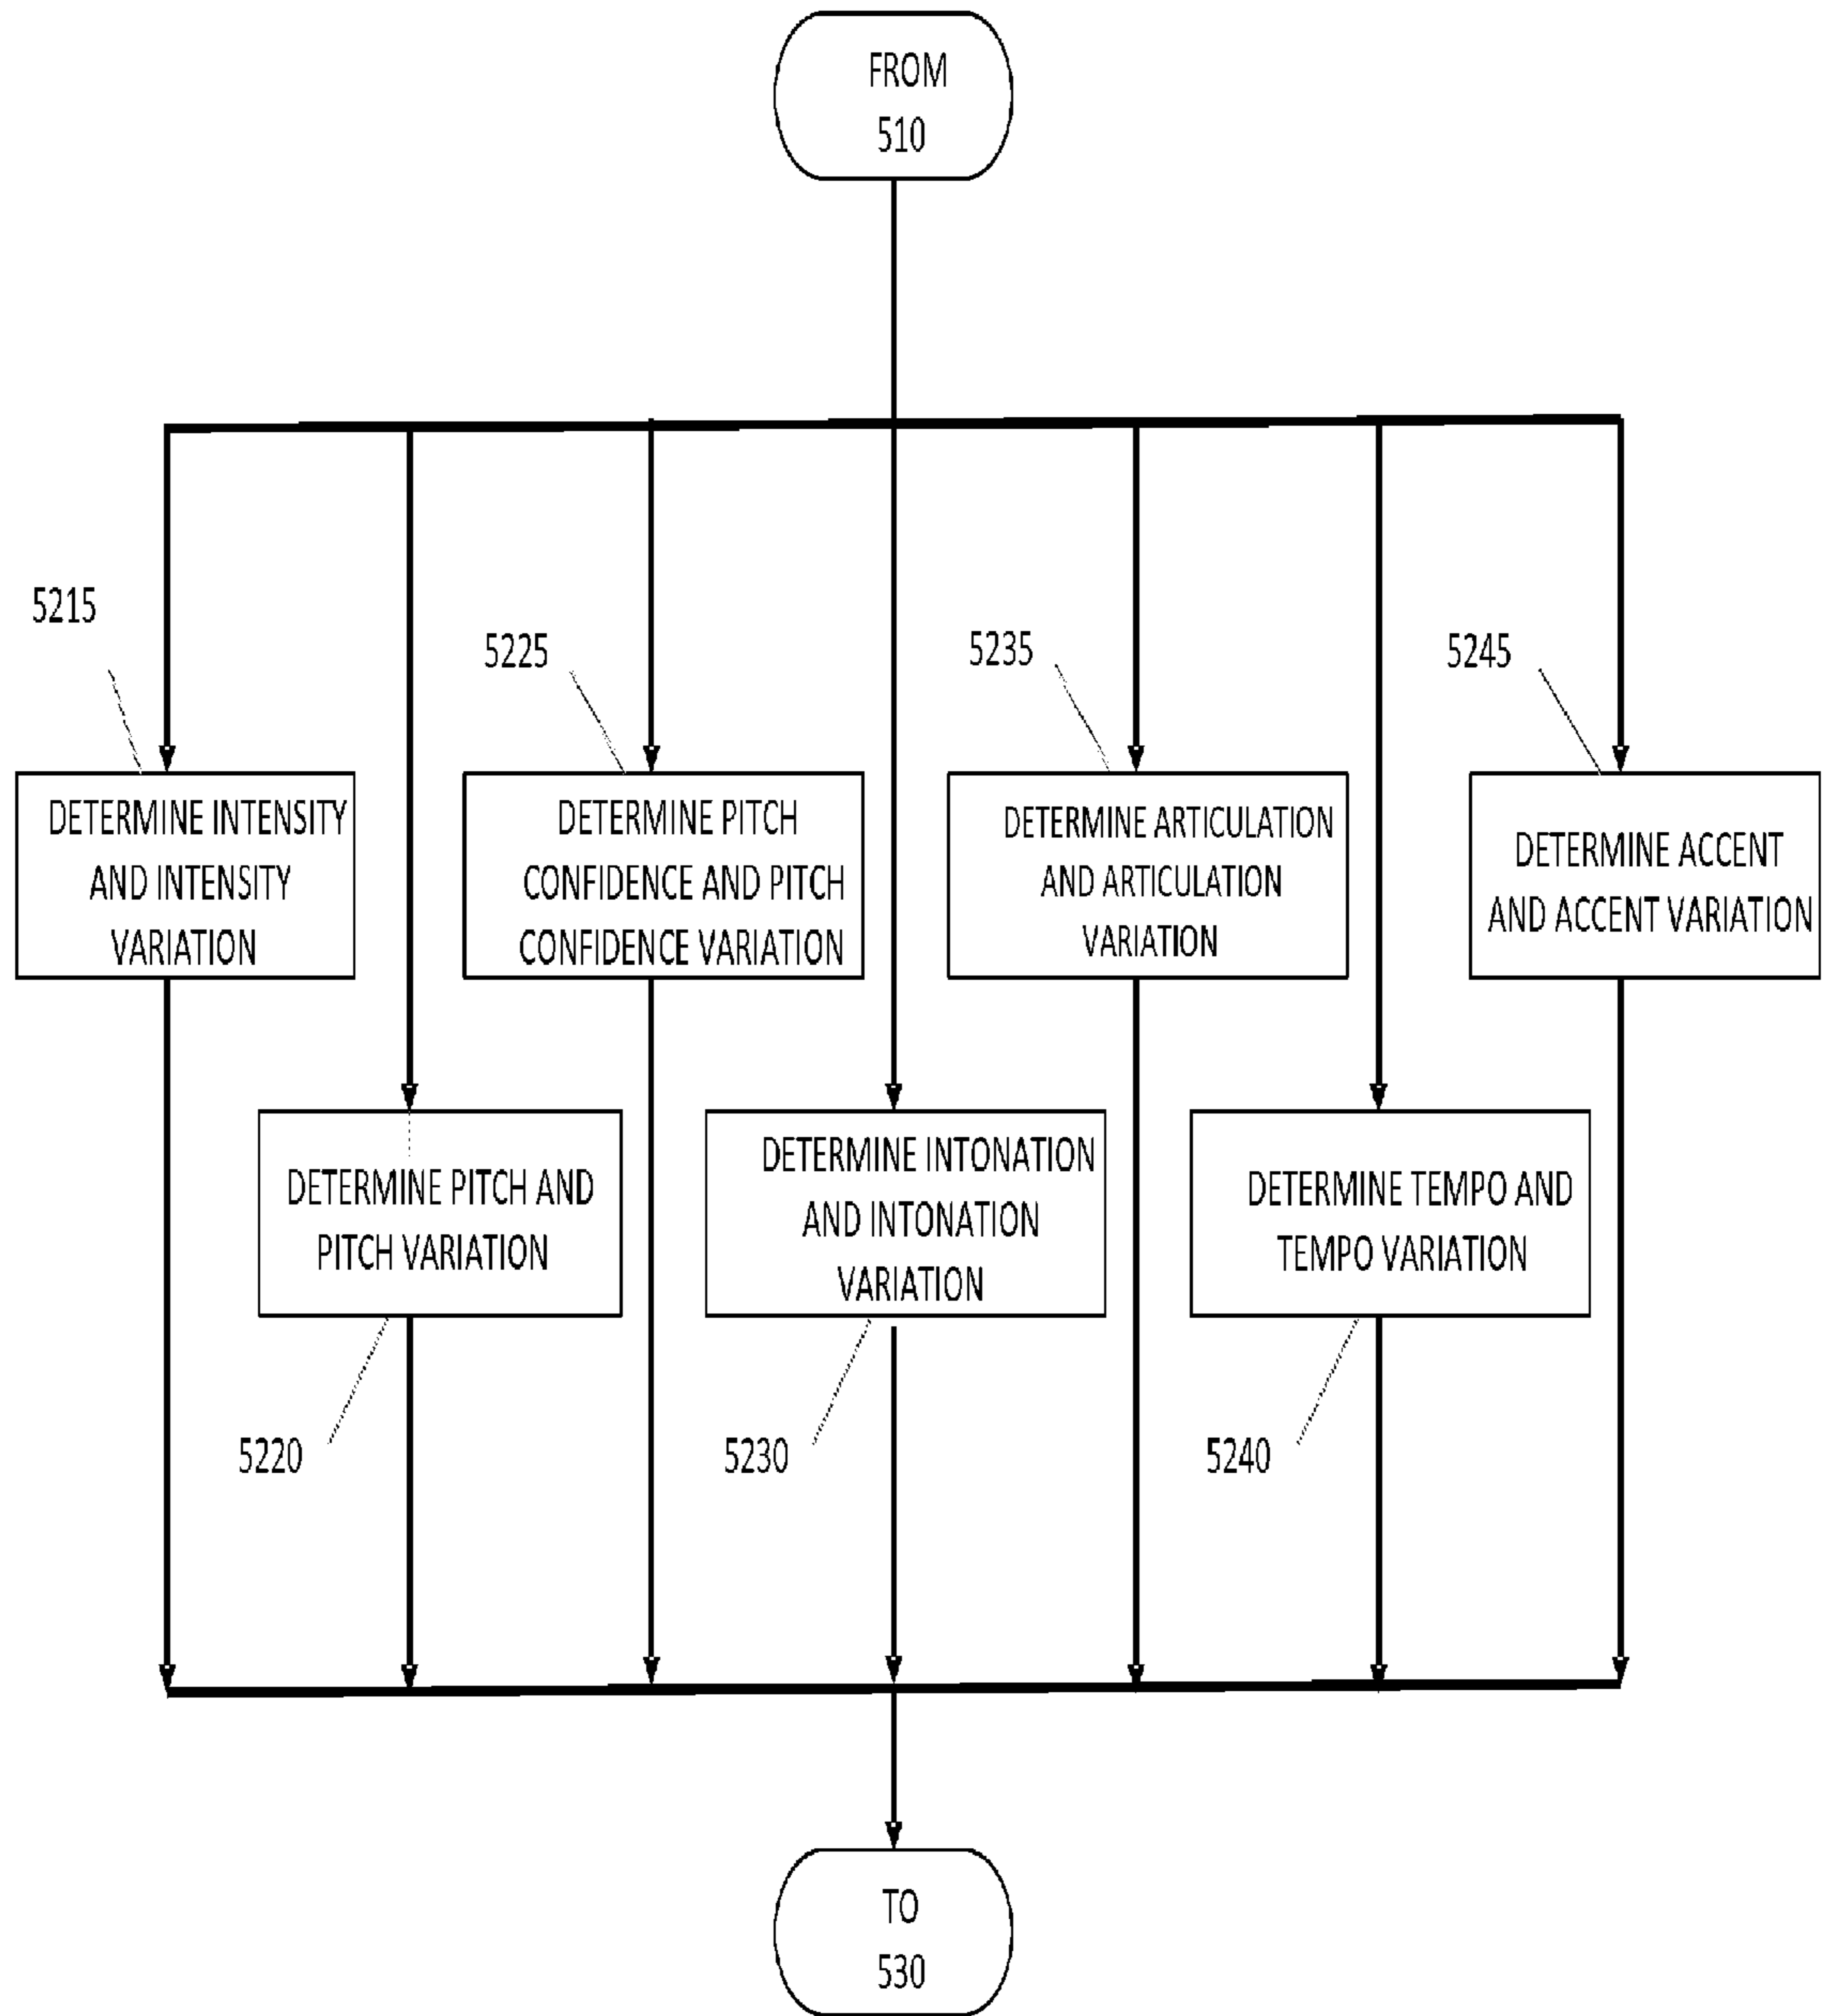 FROM
510
5215
5225
5235
5245
DETERMINE INTENSITY
AND INTENSITY
VARIATION
DETERMINE PITCH
CONFIDENCE AND PITCH
CONFIDENCE VARIATION
DETERMINE ARTICULATION
AND ARTICULATION
VARIATION
DETERMINE ACCENT
AND ACCENT VARIATION
DETERMINE PITCH AND
PITCH VARIATION
DETERMINE INTONATION
AND INTONATION
VARIATION
DETERMINE TEMPO AND
TEMPO VARIATION
5220
5230
5240
TO
530